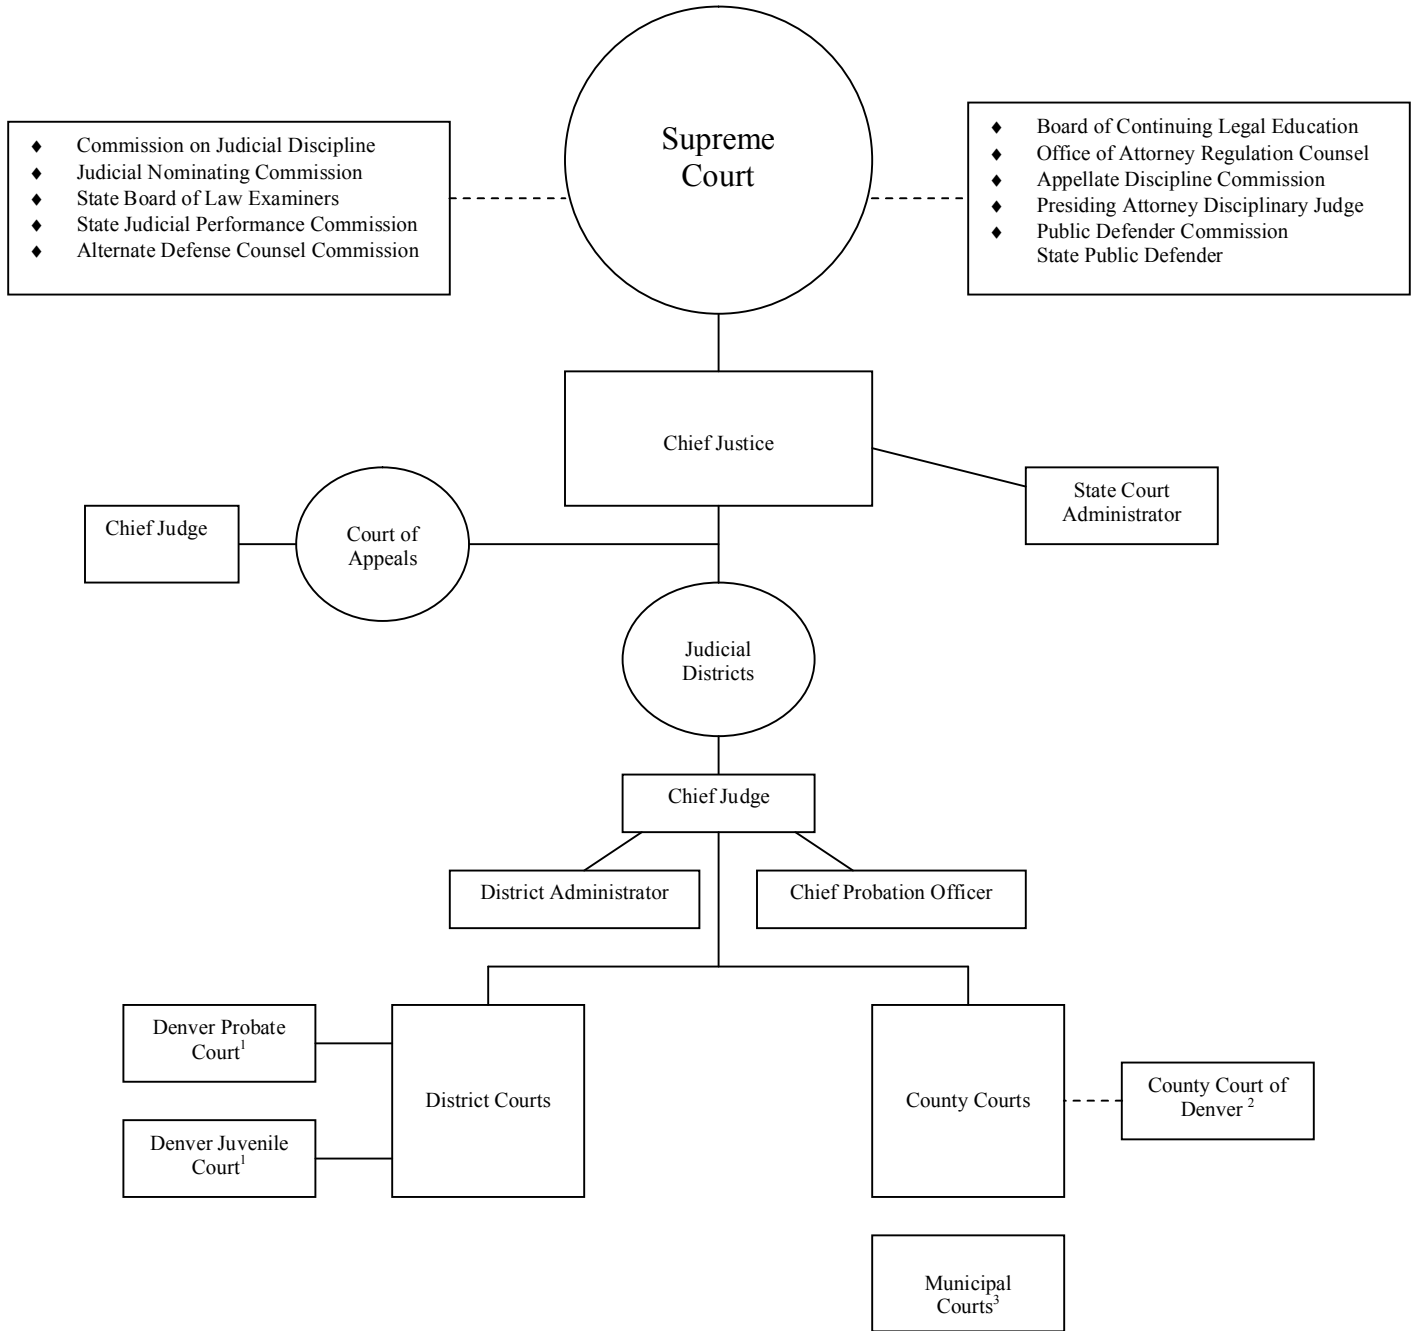 Supreme
Court
♦ Commission on Judicial Discipline
♦ Judicial Nominating Commission
♦ State Board of Law Examiners
♦ State Judicial Performance Commission
♦ Alternate Defense Counsel Commission
♦ Board of Continuing Legal Education
♦ Office of Attorney Regulation Counsel
♦ Appellate Discipline Commission
♦ Presiding Attorney Disciplinary Judge
♦ Public Defender Commission
State Public Defender
Chief Justice
State Court
Administrator
Chief Judge
Court of
Appeals
Judicial
Districts
Chief Judge
District Administrator
Chief Probation Officer
Denver Probate
Court¹
Denver Juvenile
Court¹
District Courts
County Courts
County Court of
Denver ²
Municipal
Courts³